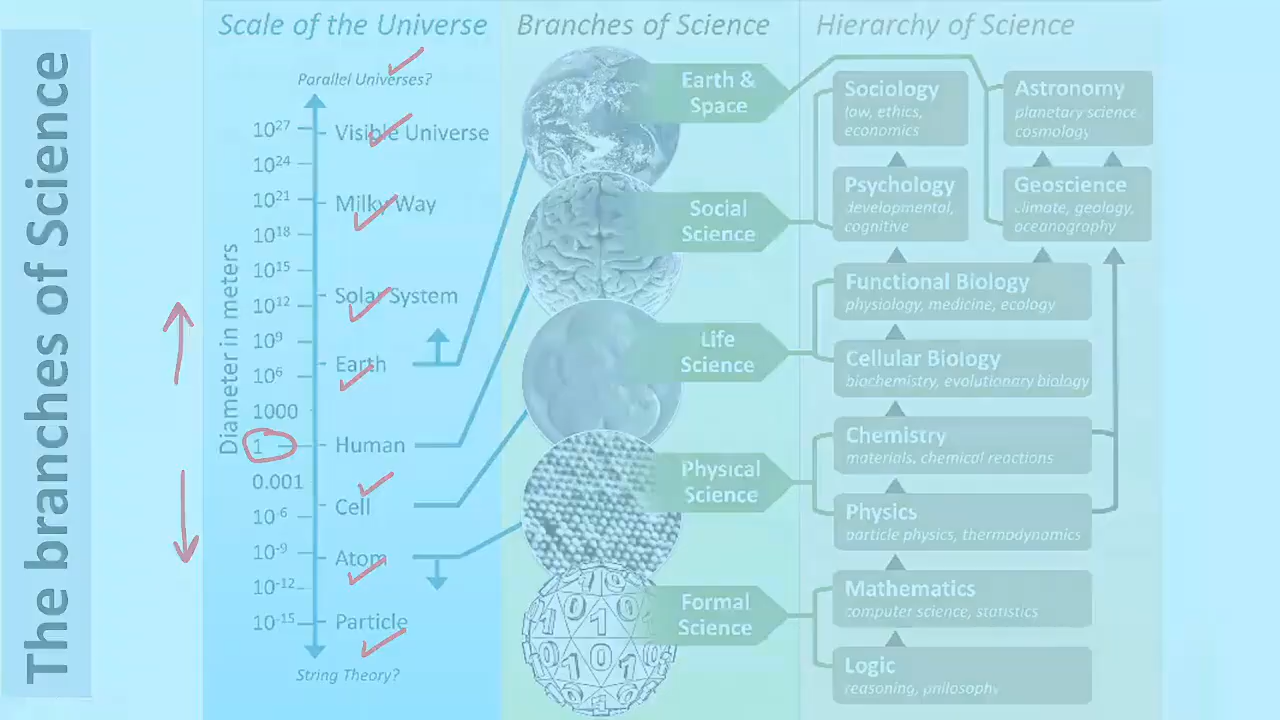 The branches of Science
Scale of the Universe
Parallel Universes?
Diameter in meters
10^27
Visible Universe
10^24
10^21
Milky Way
10^18
10^15
10^12
Solar System
10^9
Earth
10^6
1000
1
Human
0.001
Cell
10^-6
10^-9
Atom
10^-12
10^-15
Particle
String Theory?
Branches of Science
Earth &
Space
Social
Science
Life
Science
Physical
Science
Formal
Science
Hierarchy of Science
Sociology
law, ethics,
economics
Astronomy
planetary science
cosmology
Psychology
developmental,
cognitive
Geoscience
climate, geology,
oceanography
Functional Biology
physiology, medicine, ecology
Cellular Biology
biochemistry, evolutionary biology
Chemistry
materials, chemical reactions
Physics
particle physics, thermodynamics
Mathematics
computer science, statistics
Logic
reasoning, philosophy